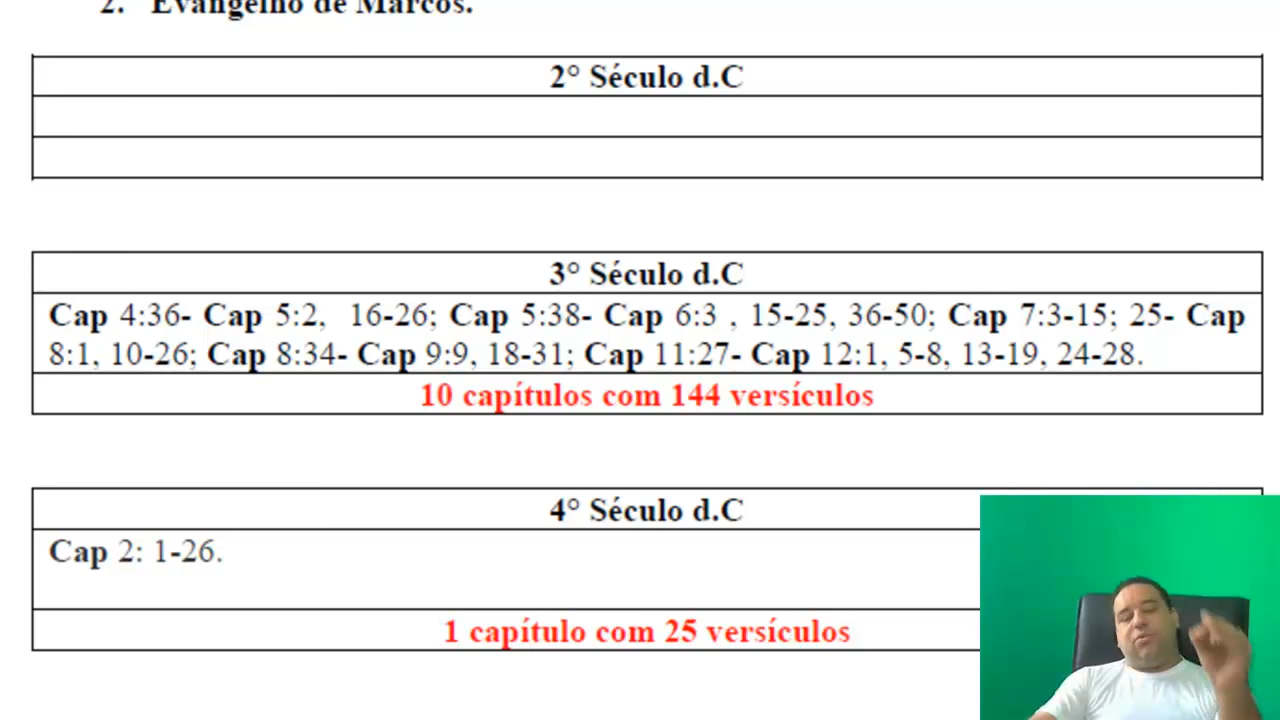 2. Evangelho de Marcos.
2° Século d.C
3° Século d.C
Cap 4:36- Cap 5:2, 16-26; Cap 5:38- Cap 6:3 , 15-25, 36-50; Cap 7:3-15; 25- Cap
8:1, 10-26; Cap 8:34- Cap 9:9, 18-31; Cap 11:27- Cap 12:1, 5-8, 13-19, 24-28.
10 capítulos com 144 versículos
4° Século d.C
Cap 2: 1-26.
1 capítulo com 25 versículos